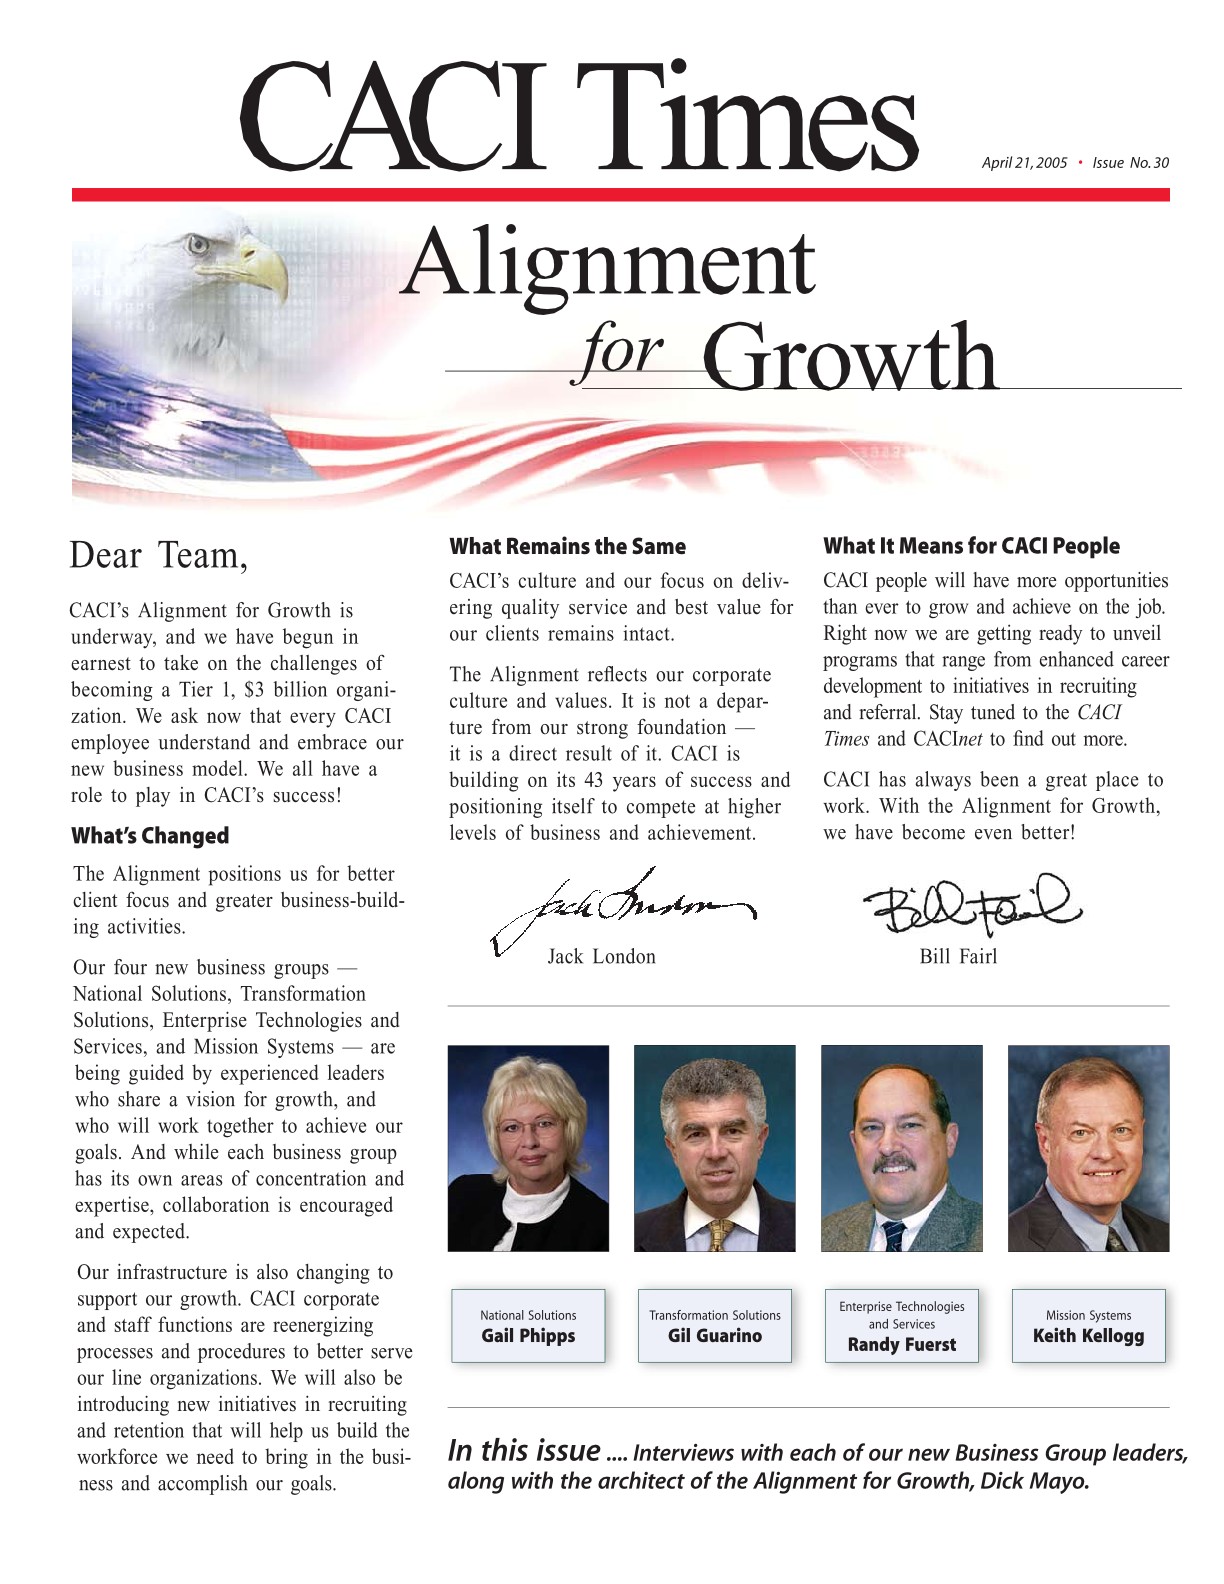 CACI Times
April 21, 2005 • Issue No. 30
Alignment
for Growth
Dear Team,
CACI's Alignment for Growth is
underway, and we have begun in
earnest to take on the challenges of
becoming a Tier 1, $3 billion organi-
zation. We ask now that every CACI
employee understand and embrace our
new business model. We all have a
role to play in CACI's success!
What's Changed
The Alignment positions us for better
client focus and greater business-build-
ing activities.
Our four new business groups —
National Solutions, Transformation
Solutions, Enterprise Technologies and
Services, and Mission Systems — are
being guided by experienced leaders
who share a vision for growth, and
who will work together to achieve our
goals. And while each business group
has its own areas of concentration and
expertise, collaboration is encouraged
and expected.
Our infrastructure is also changing to
support our growth. CACI corporate
and staff functions are reenergizing
processes and procedures to better serve
our line organizations. We will also be
introducing new initiatives in recruiting
and retention that will help us build the
workforce we need to bring in the busi-
ness and accomplish our goals.
What Remains the Same
CACI's culture and our focus on deliv-
ering quality service and best value for
our clients remains intact.
The Alignment reflects our corporate
culture and values. It is not a depar-
ture from our strong foundation —
it is a direct result of it. CACI is
building on its 43 years of success and
positioning itself to compete at higher
levels of business and achievement.
Jack London
Jack London
What It Means for CACI People
CACI people will have more opportunities
than ever to grow and achieve on the job.
Right now we are getting ready to unveil
programs that range from enhanced career
development to initiatives in recruiting
and referral. Stay tuned to the CACI
Times and CACInet to find out more.
CACI has always been a great place to
work. With the Alignment for Growth,
we have become even better!
Bill Fairl
Bill Fairl
National Solutions
Gail Phipps
Transformation Solutions
Gil Guarino
Enterprise Technologies
and Services
Randy Fuerst
Mission Systems
Keith Kellogg
In this issue .... Interviews with each of our new Business Group leaders,
along with the architect of the Alignment for Growth, Dick Mayo.